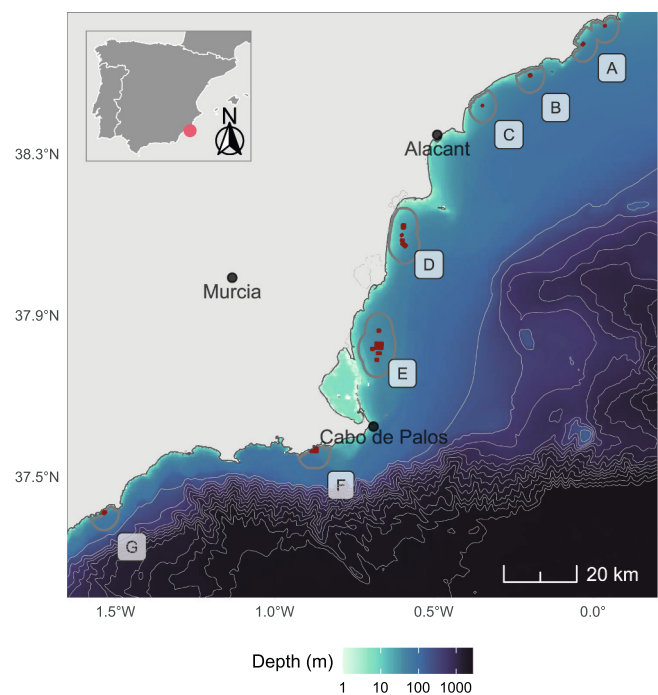 N
A
B
C
Alacant
38.3°N
D
Murcia
37.9°N
E
Cabo de Palos
37.5°N
F
G
20 km
1.5°W 1.0°W 0.5°W 0.0°
Depth (m)
1 10 100 1000